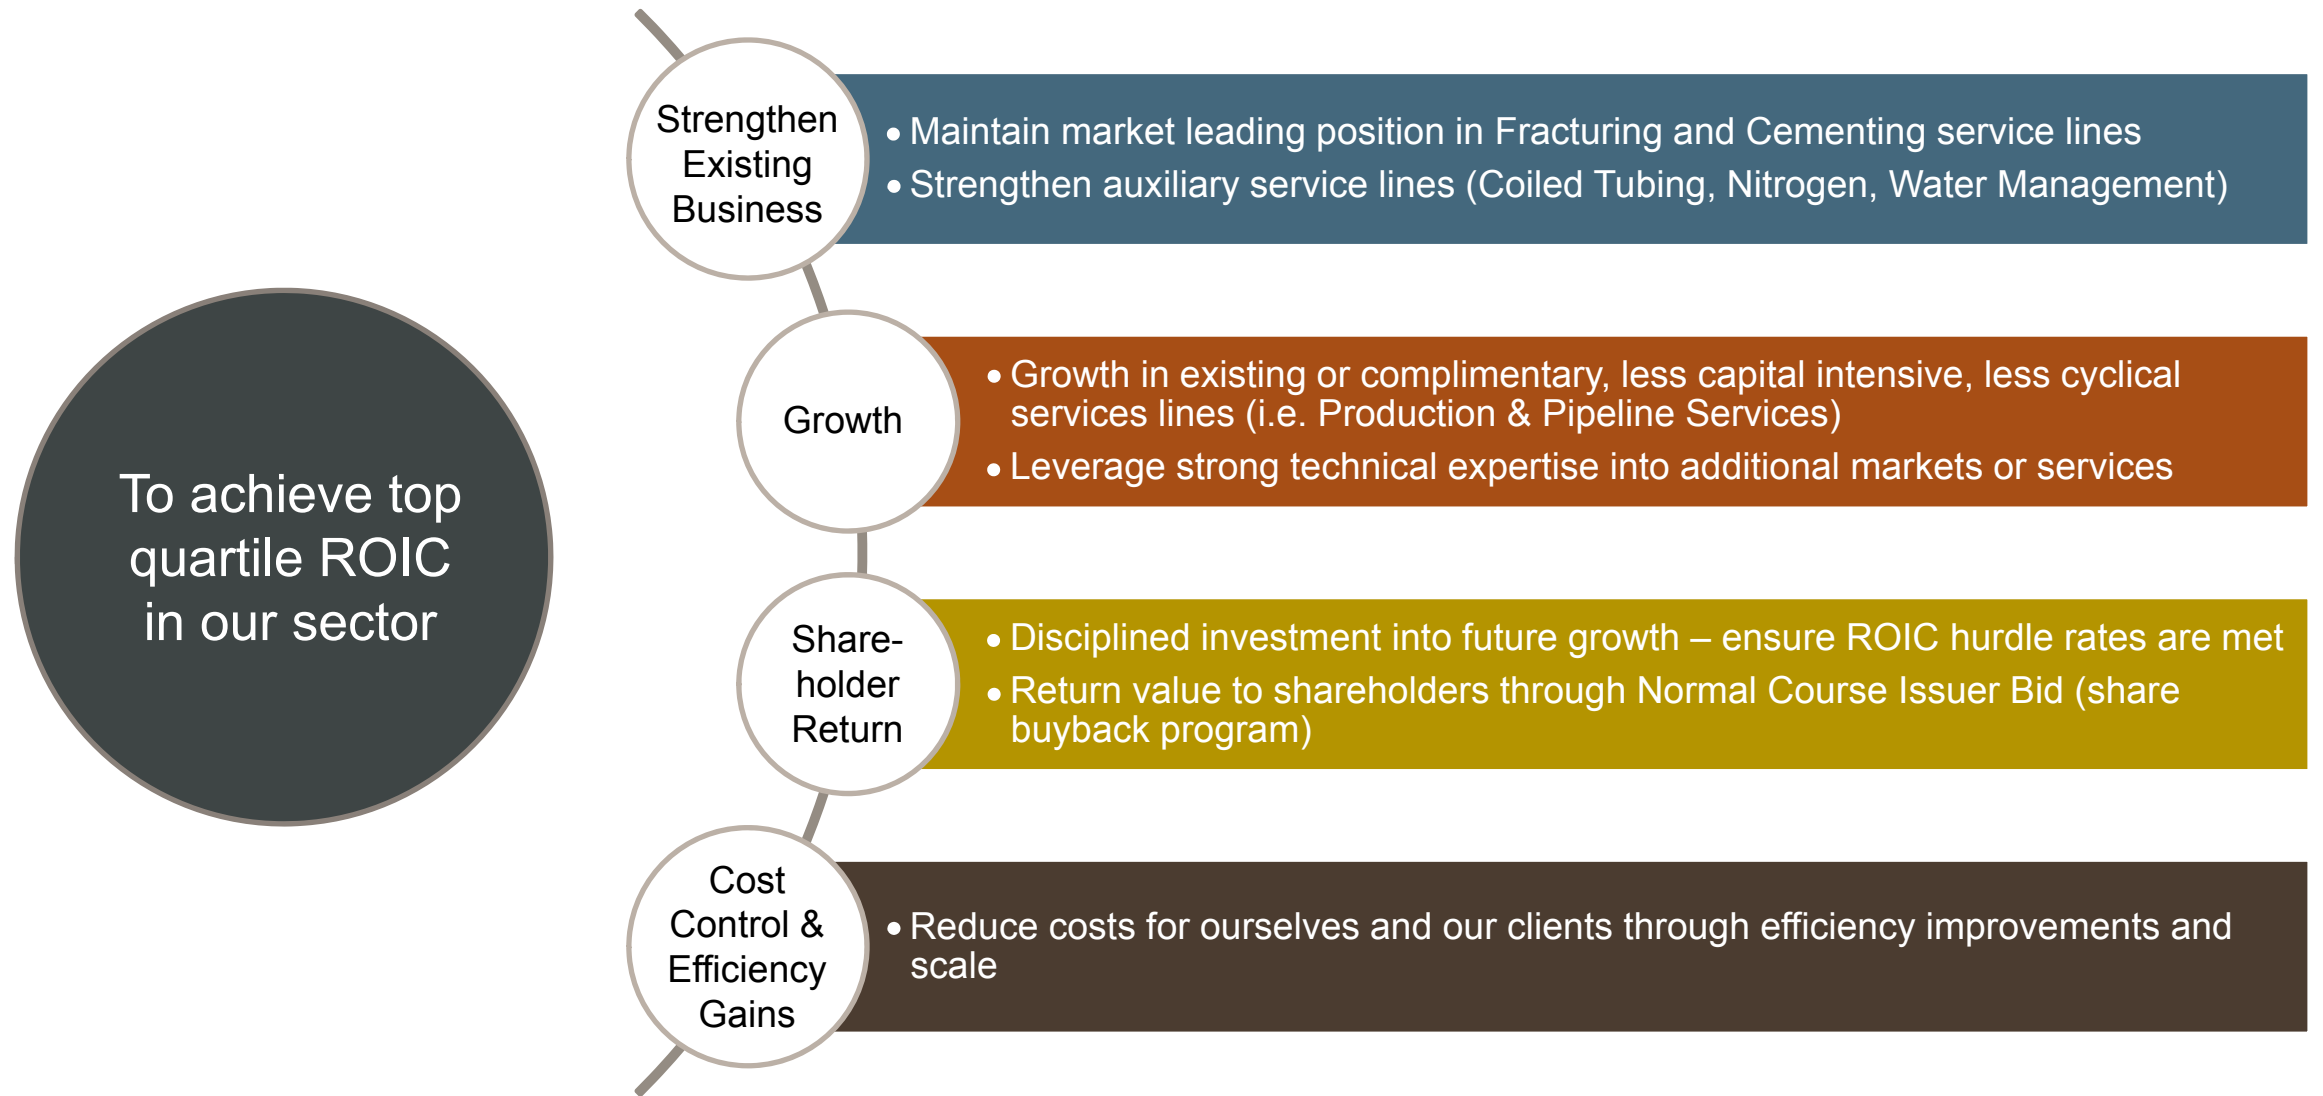 To achieve top
quartile ROIC
in our sector
Strengthen
Existing
Business
• Maintain market leading position in Fracturing and Cementing service lines
• Strengthen auxiliary service lines (Coiled Tubing, Nitrogen, Water Management)
Growth
• Growth in existing or complimentary, less capital intensive, less cyclical
services lines (i.e. Production & Pipeline Services)
• Leverage strong technical expertise into additional markets or services
Share-
holder
Return
• Disciplined investment into future growth – ensure ROIC hurdle rates are met
• Return value to shareholders through Normal Course Issuer Bid (share
buyback program)
Cost
Control &
Efficiency
Gains
• Reduce costs for ourselves and our clients through efficiency improvements and
scale